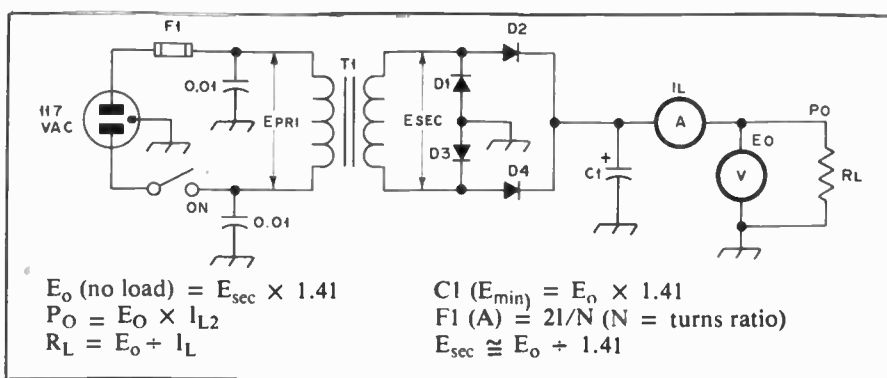 F1
T1
D2
0.01
117
VAC
EPRI
ESEC
D1
D3
D4
ON
0.01
C1
+
IL
A
PO
EO
V
RL
Eo (no load) = Esec × 1.41
PO = EO × IL2
RL = Eo ÷ IL
C1 (Emin) = Eo × 1.41
F1 (A) = 2I/N (N = turns ratio)
Esec ≅ Eo ÷ 1.41